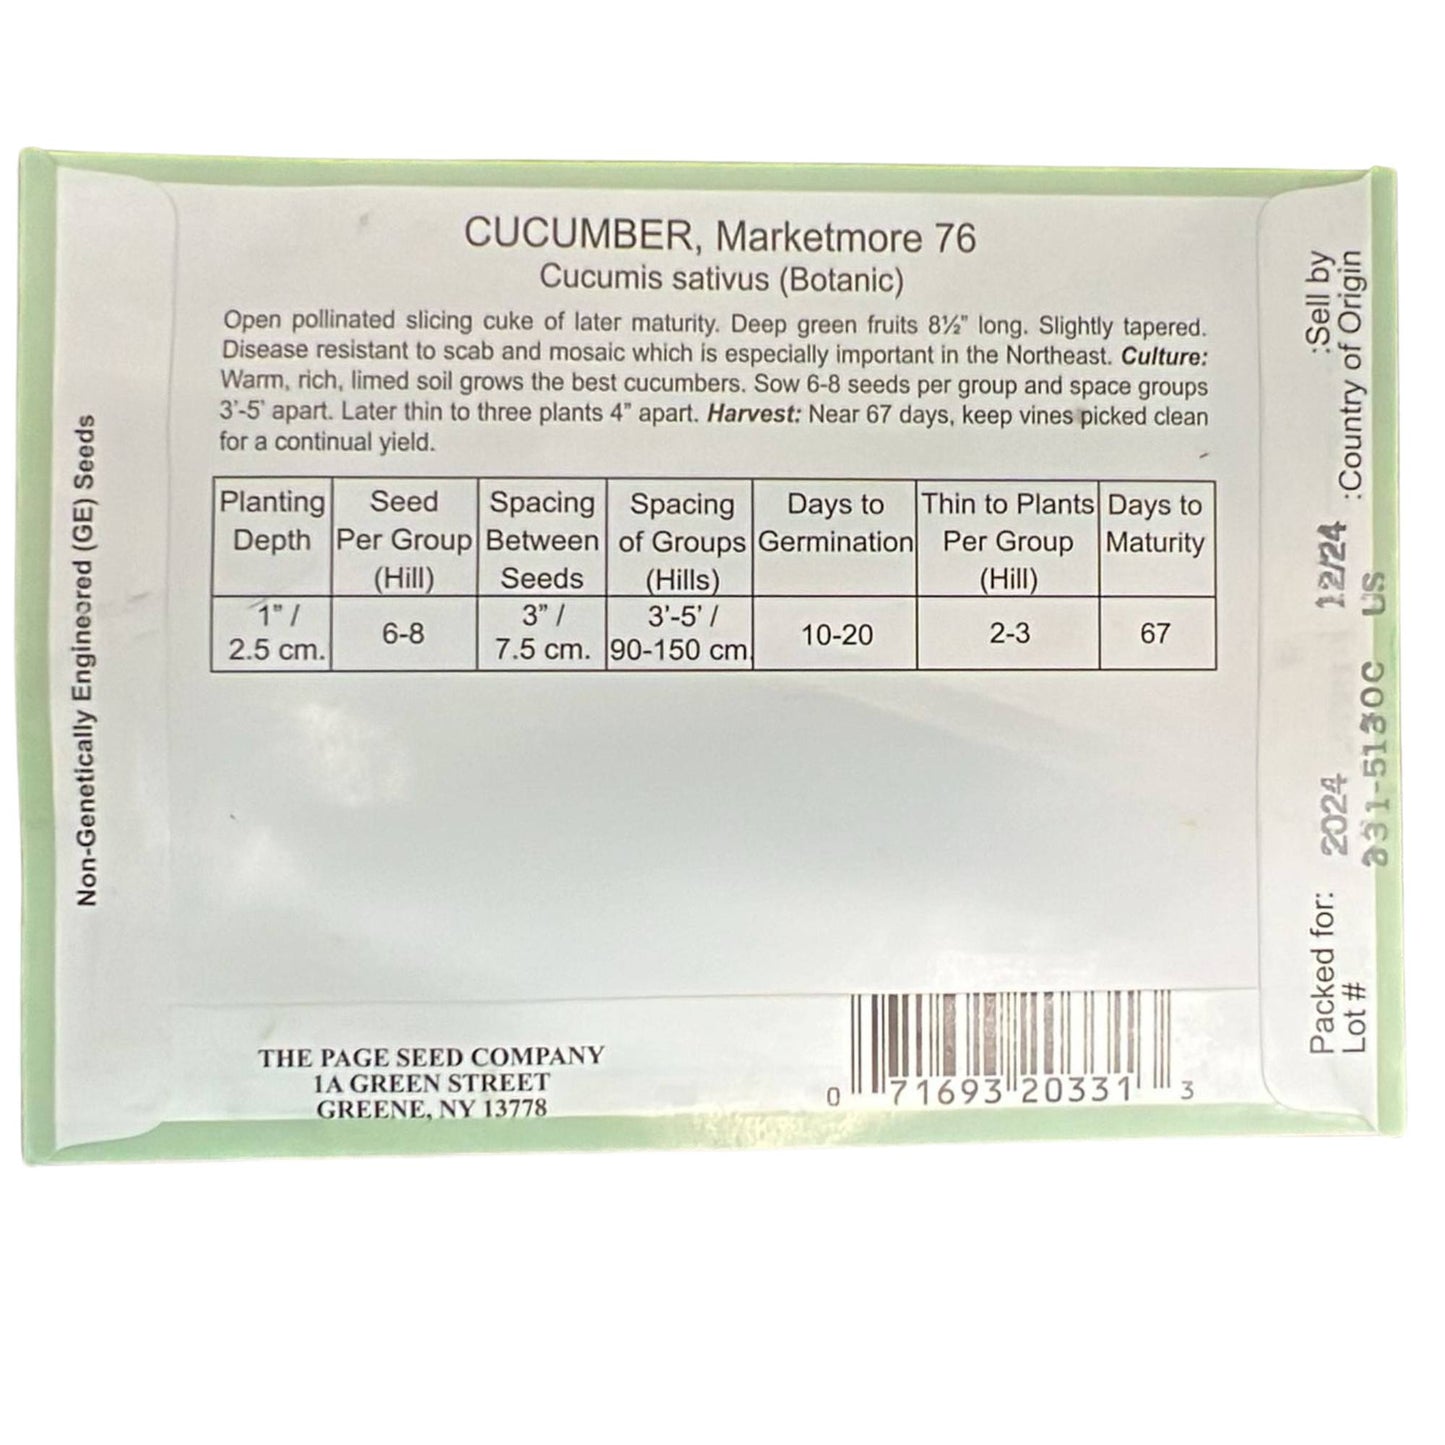 CUCUMBER, Marketmore 76
Cucumis sativus (Botanic)
Open pollinated slicing cuke of later maturity. Deep green fruits 8½” long. Slightly tapered.
Disease resistant to scab and mosaic which is especially important in the Northeast. Culture:
Warm, rich, limed soil grows the best cucumbers. Sow 6-8 seeds per group and space groups
3’-5’ apart. Later thin to three plants 4” apart. Harvest: Near 67 days, keep vines picked clean
for a continual yield.
Planting Depth
Seed Per Group (Hill)
Spacing Between Seeds
Spacing of Groups (Hills)
Days to Germination
Thin to Plants Per Group (Hill)
Days to Maturity
1” / 2.5 cm.
6-8
3” / 7.5 cm.
3’-5’ / 90-150 cm
10-20
2-3
67
Non-Genetically Engineered (GE) Seeds
THE PAGE SEED COMPANY
1A GREEN STREET
GREENE, NY 13778
0 71693 20331 3
Packed for: 2024 12/24 :Sell by
Lot # 331-5130C US :Country of Origin